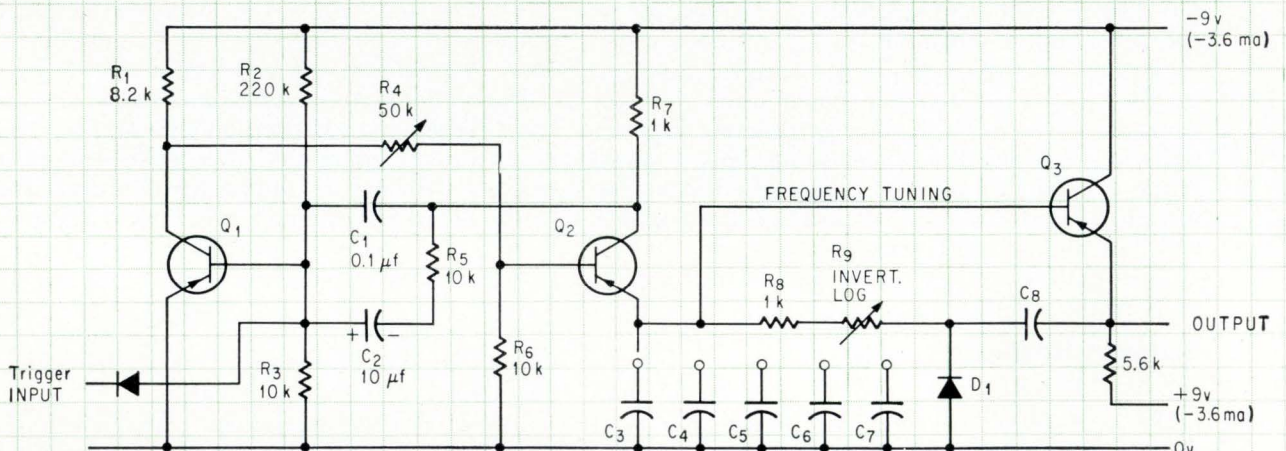 -9v
(-3.6 ma)
R1
8.2 k
R2
220 k
R4
50 k
R7
1 k
Q3
FREQUENCY TUNING
Q1
C1
0.1 μf
R5
10 k
Q2
R9
INVERT.
LOG
R8
1 k
C8
OUTPUT
+ -
C2
10 μf
Trigger
INPUT
R3
10 k
R6
10 k
D1
5.6 k
+9v
(-3.6 ma)
C3
C4
C5
C6
C7
0v